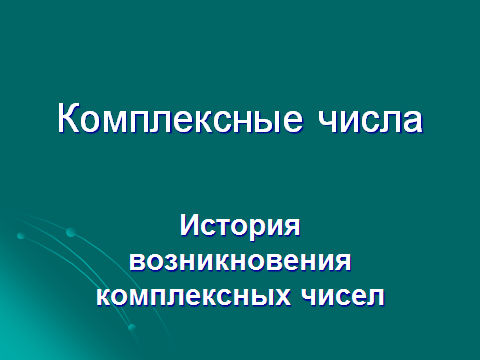 Комплексные числа
История
возникновения
комплексных чисел